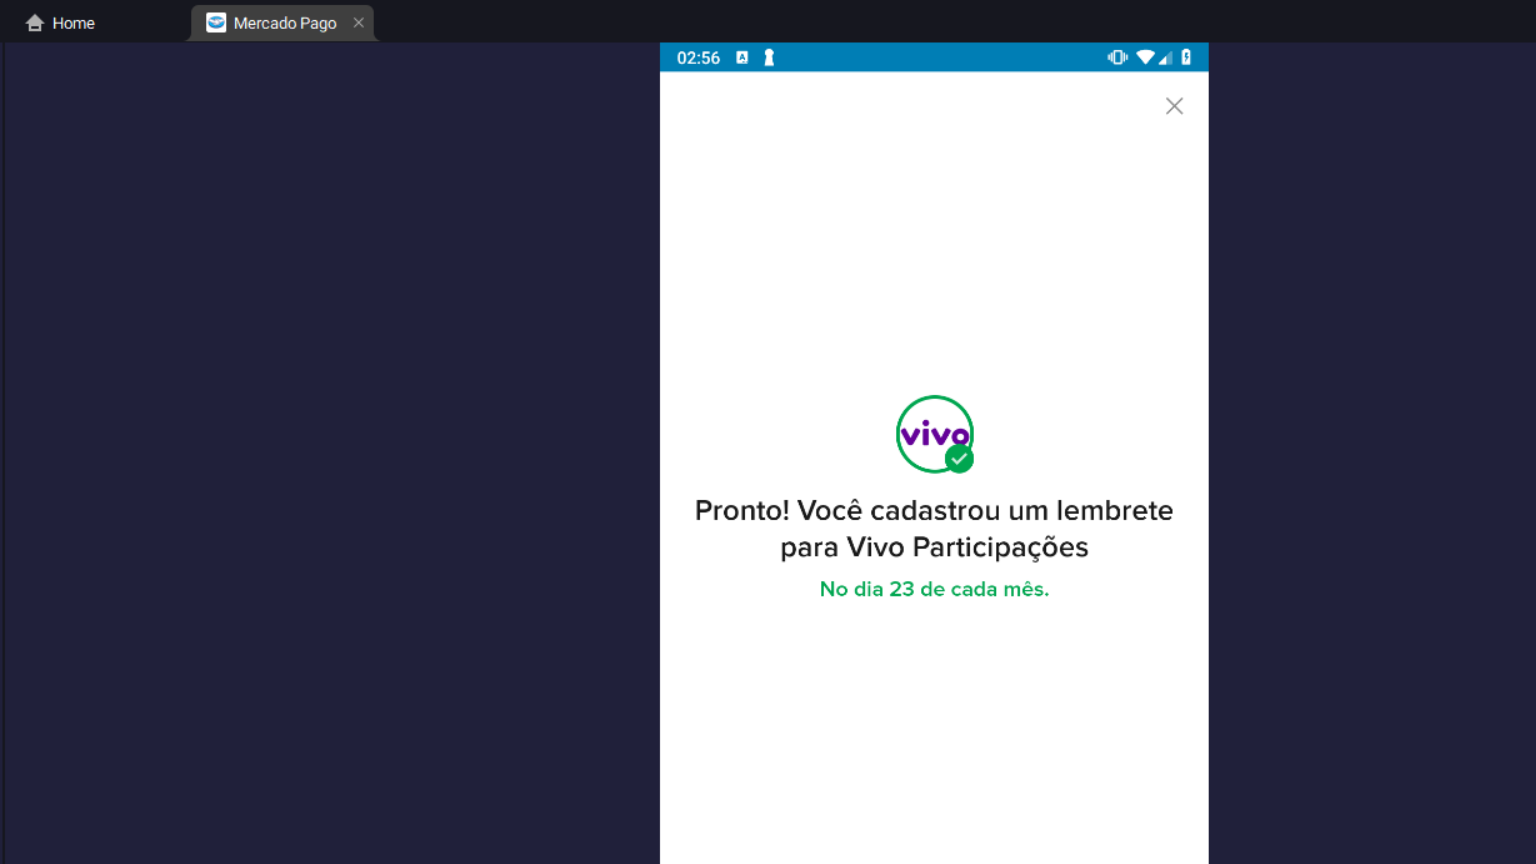 Home
Mercado Pago
02:56
vivo
Pronto! Você cadastrou um lembrete
para Vivo Participações
No dia 23 de cada mês.